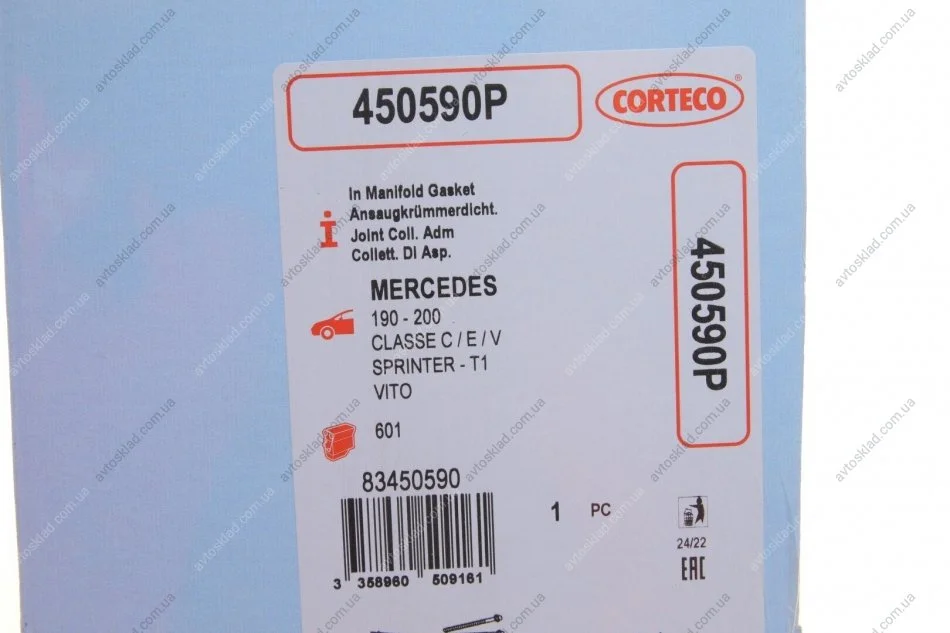 450590P
CORTECO
®
In Manifold Gasket
Ansaugkrümmerdicht.
Joint Coll. Adm
Collett. Di Asp.
MERCEDES
190 - 200
CLASSE C / E / V
SPRINTER - T1
VITO
601
450590P
83450590
3 358960 509161
1 PC
24/22
EAC
avtosklad.com.ua